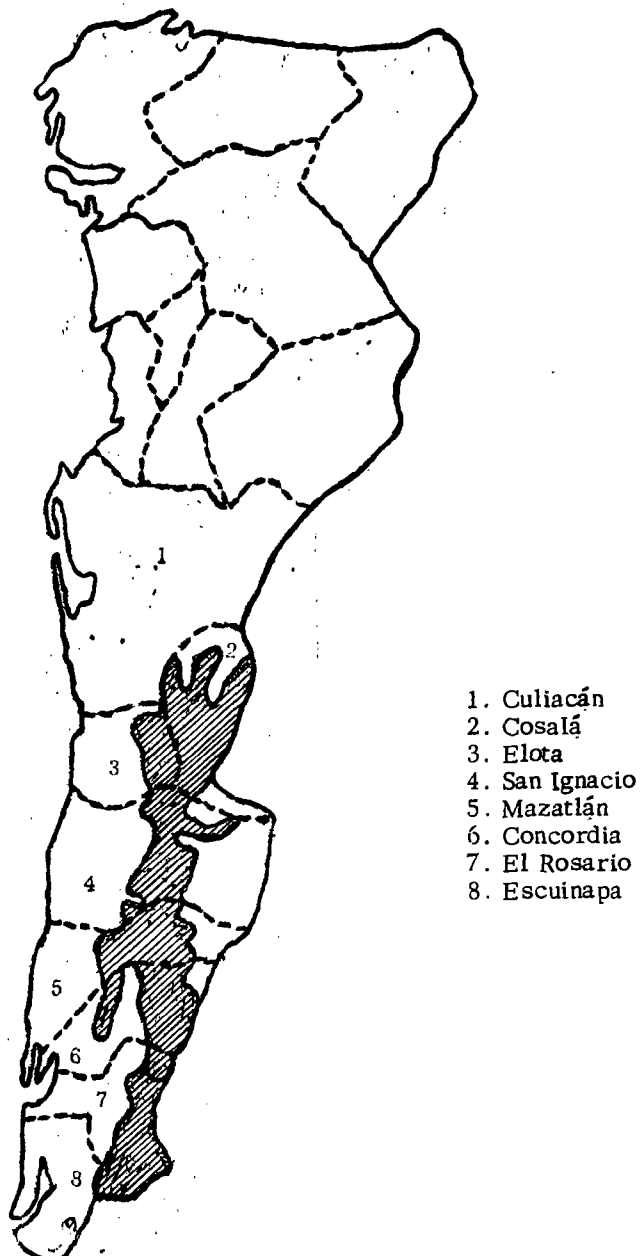 1
2
3
4
5
6
7
8
1. Culiacán
2. Cosalá
3. Elota
4. San Ignacio
5. Mazatlán
6. Concordia
7. El Rosario
8. Escuinapa